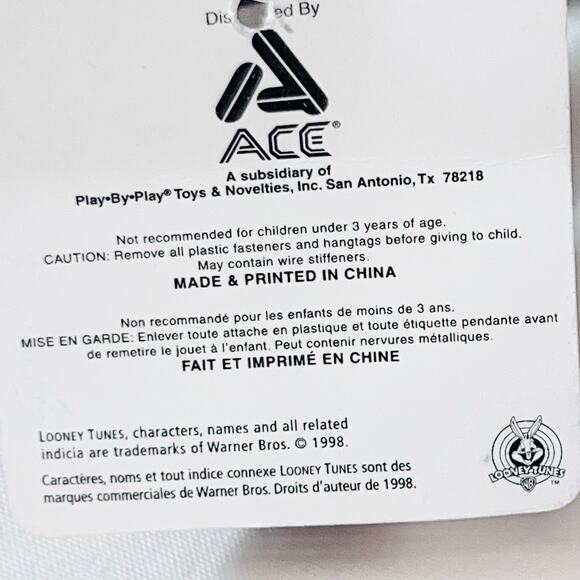 By
ACE®
A subsidiary of
Play•By•Play® Toys & Novelties, Inc. San Antonio, Tx 78218
Not recommended for children under 3 years of age.
CAUTION: Remove all plastic fasteners and hangtags before giving to child.
May contain wire stiffeners.
MADE & PRINTED IN CHINA
Non recommandé pour les enfants de moins de 3 ans.
MISE EN GARDE: Enlever toute attache en plastique et toute étiquette pendante avant
de remetire le jouet à l'enfant. Peut contenir nervures métalliques.
FAIT ET IMPRIMÉ EN CHINE
LOONEY TUNES, characters, names and all related
indicia are trademarks of Warner Bros. © 1998.
Caractères, noms et tout indice connexe LOONEY TUNES sont des
marques commerciales de Warner Bros. Droits d'auteur de 1998.
LOONEY TUNES
WB
TM